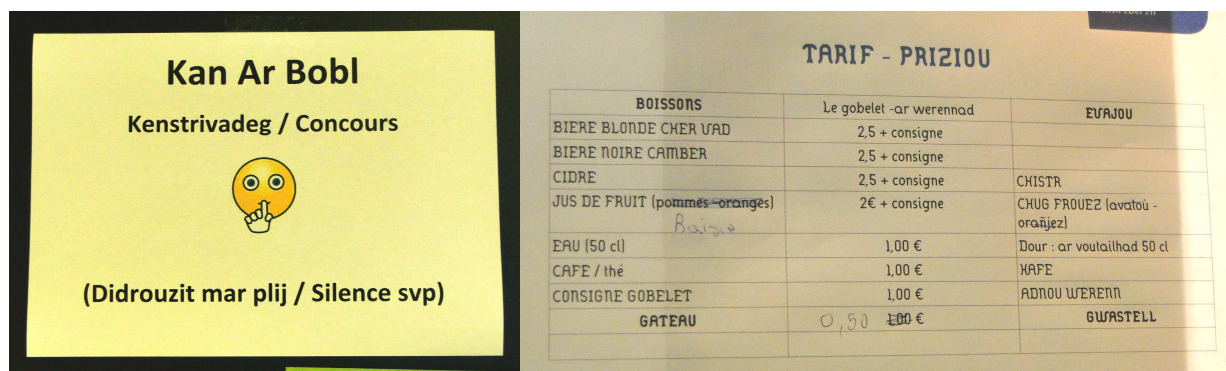 Kan Ar Bobl
Kenstrivadeg / Concours
(Didrouzit mar plij / Silence svp)
TARIF - PRIZIOU
BOISSONS Le gobelet -ar werennad EVAJOU
BIERE BLONDE CHER VAD 2,5 + consigne
BIERE NOIRE CAMBER 2,5 + consigne
CIDRE 2,5 + consigne CHISTR
JUS DE FRUIT (pommes-oranges) 2€ + consigne CHUG FROUEZ (avatoù -
orañjez)
EAU (50 cl) 1,00 € Dour : ar voutailhad 50 cl
CAFE / thé 1,00 € KAFE
CONSIGNE GOBELET 1,00 € ADNOU WERENN
GATEAU 0,50 1,00 € GWASTELL